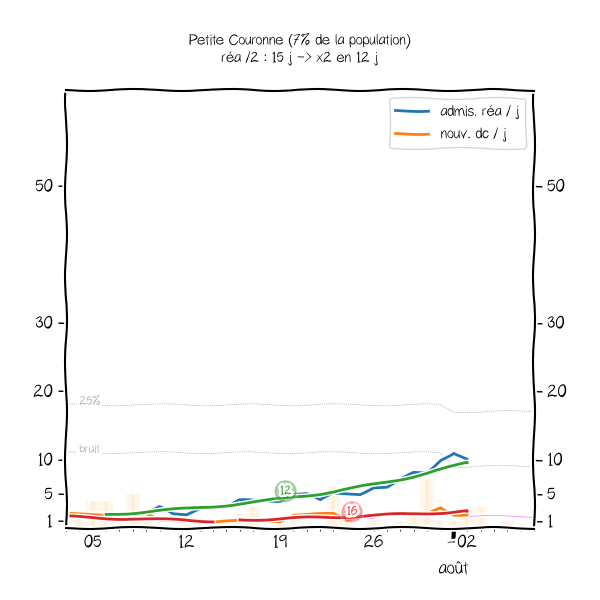 Petite Couronne (7% de la population)
réa /2 : 15 j -> x2 en 12 j
admis. réa / j
nouv. dc / j
50 50
30 30
20 20
25%
bruit
10 10
5 5
12
16
1 1
05 12 19 26 02
août